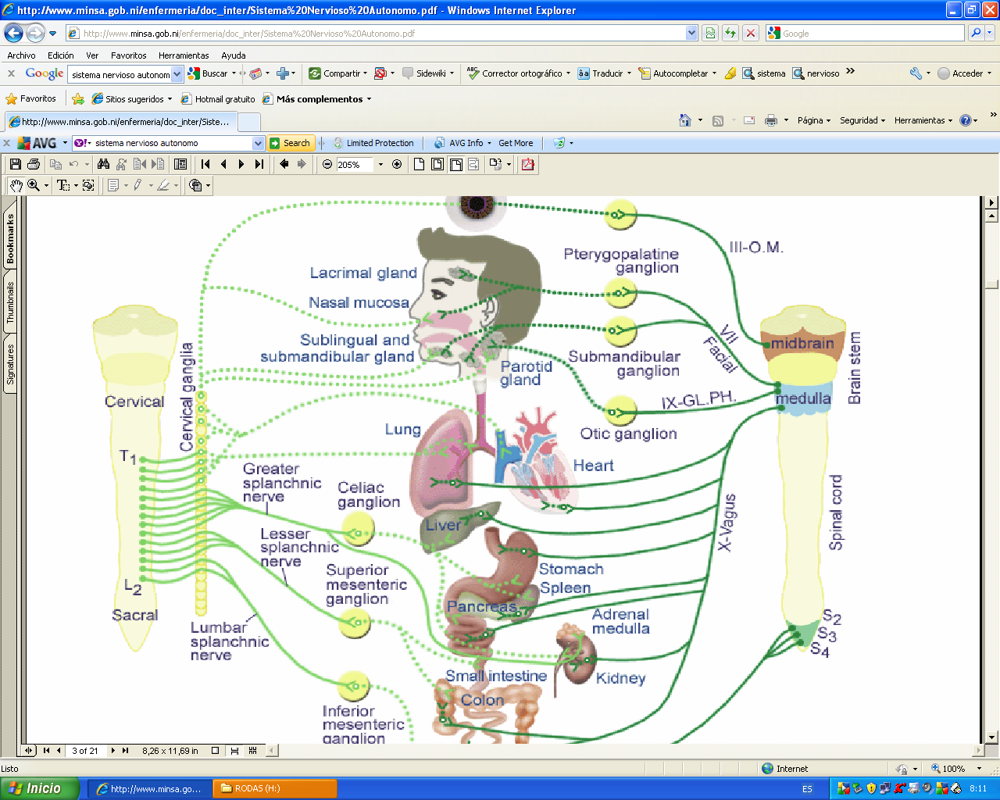 http://www.minsa.gob.ni/enfermeria/doc_inter/Sistema%20Nervioso%20Autonomo.pdf - Windows Internet Explorer
http://www.minsa.gob.ni/enfermeria/doc_inter/Sistema%20Nervioso%20Autonomo.pdf
Google
Archivo Edición Ver Favoritos Herramientas Ayuda
x Google sistema nervioso autonom Buscar Compartir Sidewiki ABC Corrector ortográfico Traducir Autocompletar sistema nervioso » Acceder
Favoritos Sitios sugeridos Hotmail gratuito Más complementos
http://www.minsa.gob.ni/enfermeria/doc_inter/Siste... Página Seguridad Herramientas »
x AVG Y! sistema nervioso autonomo Search Limited Protection AVG Info Get More
205%
Bookmarks
Thumbnails
Signatures
III-O.M.
Pterygopalatine
ganglion
Lacrimal gland
Nasal mucosa
Sublingual and
submandibular gland
Parotid
gland
Submandibular
ganglion
VII
Facial
midbrain
Brain stem
medulla
IX-GL.PH.
Otic ganglion
Cervical
Cervical ganglia
Lung
T1
Heart
Greater
splanchnic
nerve
Celiac
ganglion
Liver
X-Vagus
Spinal cord
Lesser
splanchnic
nerve
Superior
mesenteric
ganglion
Stomach
Spleen
L2
Sacral
Pancreas
Adrenal
medulla
S2
S3
S4
Lumbar
splanchnic
nerve
Small intestine
Kidney
Colon
Inferior
mesenteric
ganglion
3 of 21 8,26 x 11,69 in
Listo Internet 100%
Inicio http://www.minsa.go... RODAS (H:) ES 8:11